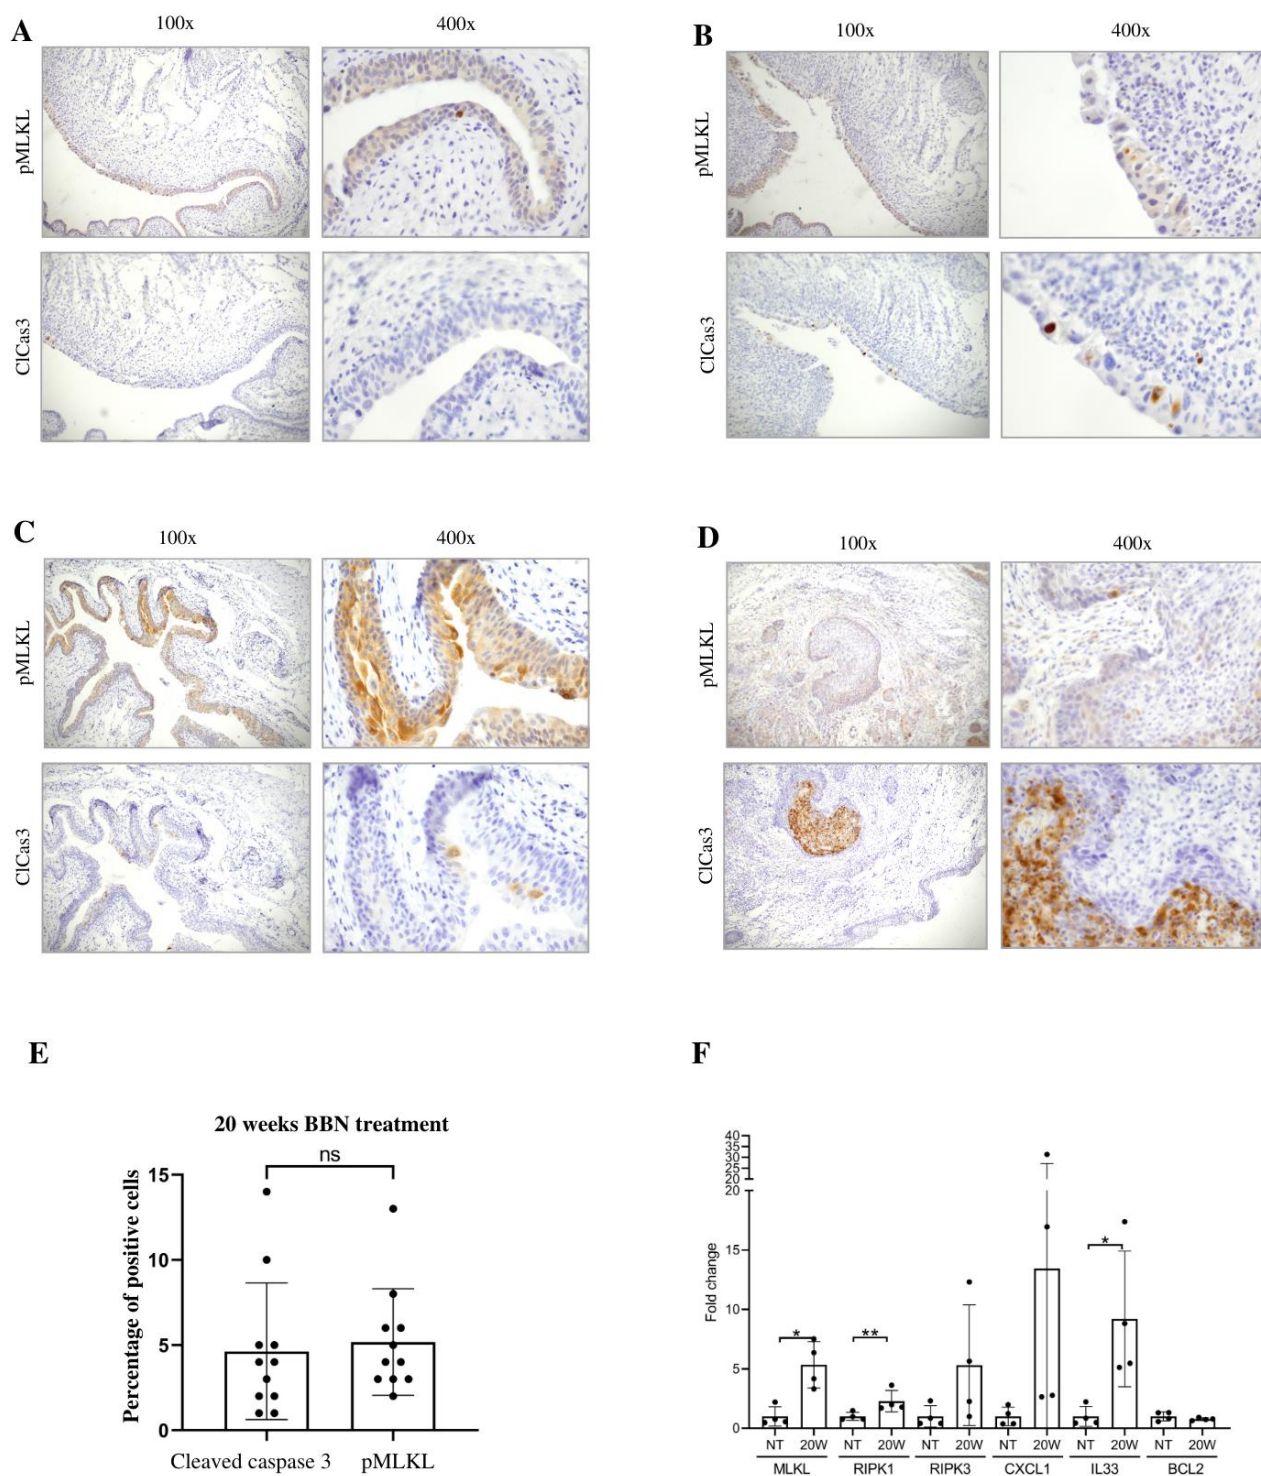 A
100x
400x
pMLKL
ClCas3
B
100x
400x
pMLKL
ClCas3
C
100x
400x
pMLKL
ClCas3
D
100x
400x
pMLKL
ClCas3
E
20 weeks BBN treatment
ns
Percentage of positive cells
15
10
5
0
Cleaved caspase 3
pMLKL
F
Fold change
40
35
30
25
20
20
15
10
5
0
*
**
*
NT 20W NT 20W NT 20W NT 20W NT 20W NT 20W
MLKL RIPK1 RIPK3 CXCL1 IL33 BCL2